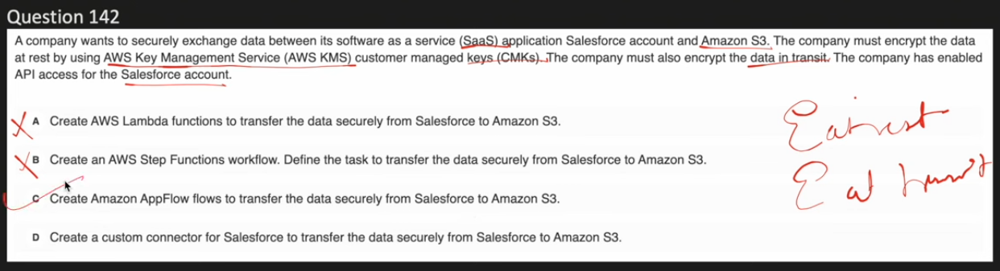 Question 142
A company wants to securely exchange data between its software as a service (SaaS) application Salesforce account and Amazon S3. The company must encrypt the data
at rest by using AWS Key Management Service (AWS KMS) customer managed keys (CMKs). The company must also encrypt the data in transit. The company has enabled
API access for the Salesforce account.
A Create AWS Lambda functions to transfer the data securely from Salesforce to Amazon S3.
B Create an AWS Step Functions workflow. Define the task to transfer the data securely from Salesforce to Amazon S3.
C Create Amazon AppFlow flows to transfer the data securely from Salesforce to Amazon S3.
D Create a custom connector for Salesforce to transfer the data securely from Salesforce to Amazon S3.
E at rest
E at